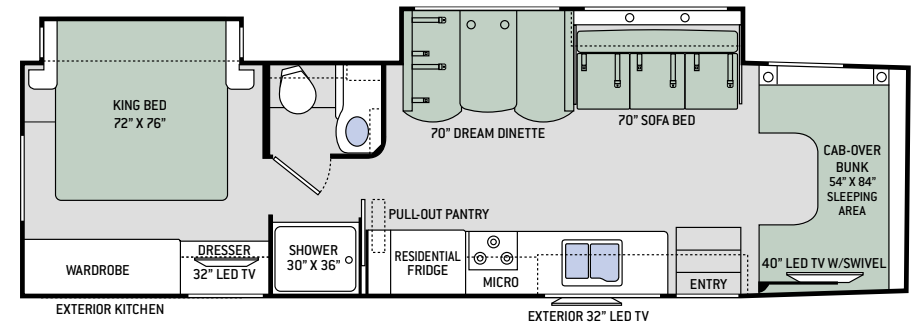 KING BED
72" X 76"
70" DREAM DINETTE
70" SOFA BED
CAB-OVER
BUNK
54" X 84"
SLEEPING
AREA
PULL-OUT PANTRY
WARDROBE
DRESSER
32" LED TV
SHOWER
30" X 36"
RESIDENTIAL
FRIDGE
MICRO
ENTRY
40" LED TV W/SWIVEL
EXTERIOR KITCHEN
EXTERIOR 32" LED TV